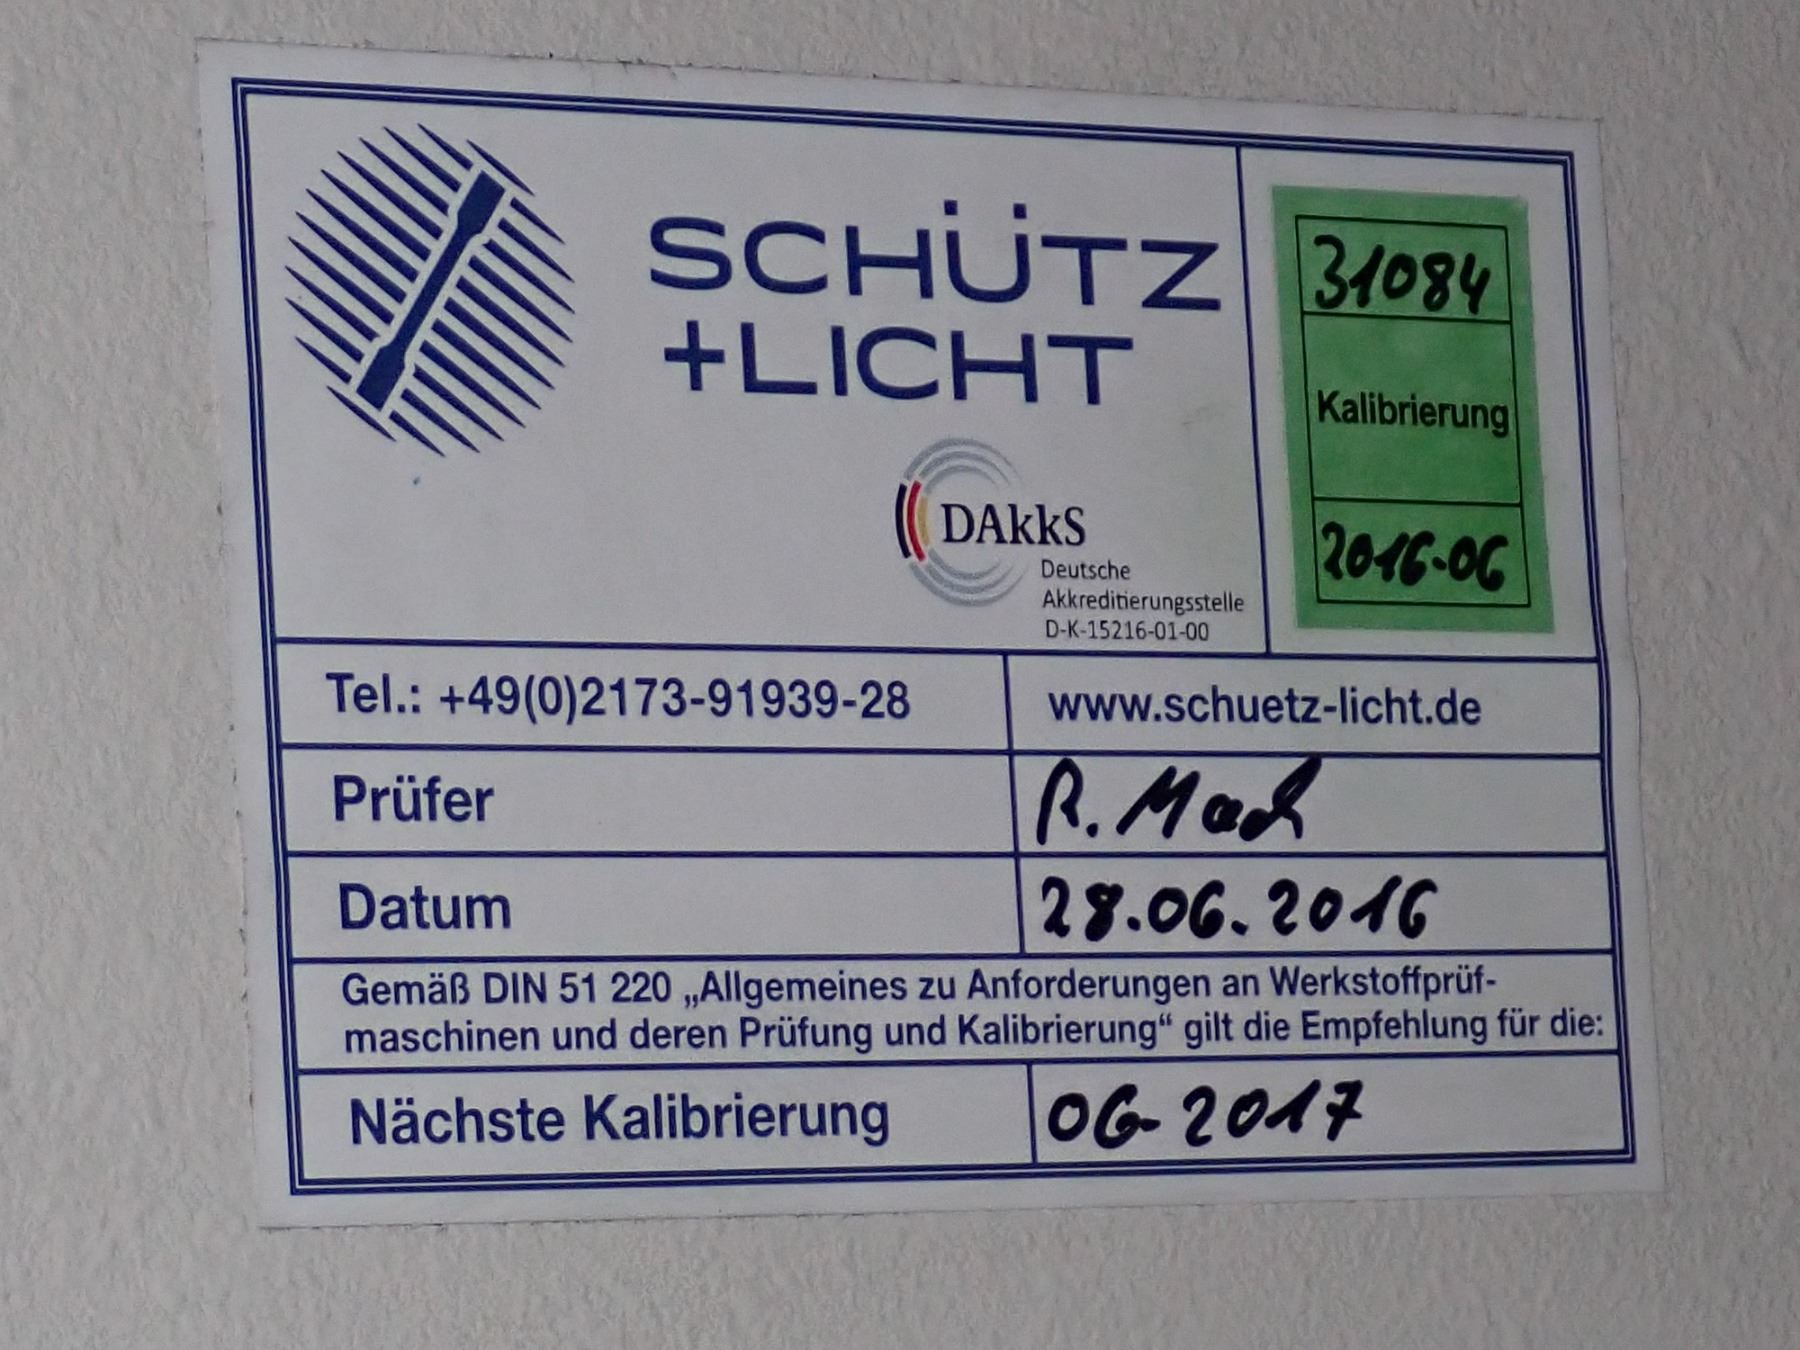 SCHÜTZ
+LICHT
DAkkS
Deutsche
Akkreditierungsstelle
D-K-15216-01-00
31084
Kalibrierung
2016-06
Tel.: +49(0)2173-91939-28
www.schuetz-licht.de
Prüfer
R. Mach
Datum
28.06.2016
Gemäß DIN 51 220 „Allgemeines zu Anforderungen an Werkstoffprüf-
maschinen und deren Prüfung und Kalibrierung“ gilt die Empfehlung für die:
Nächste Kalibrierung
06-2017